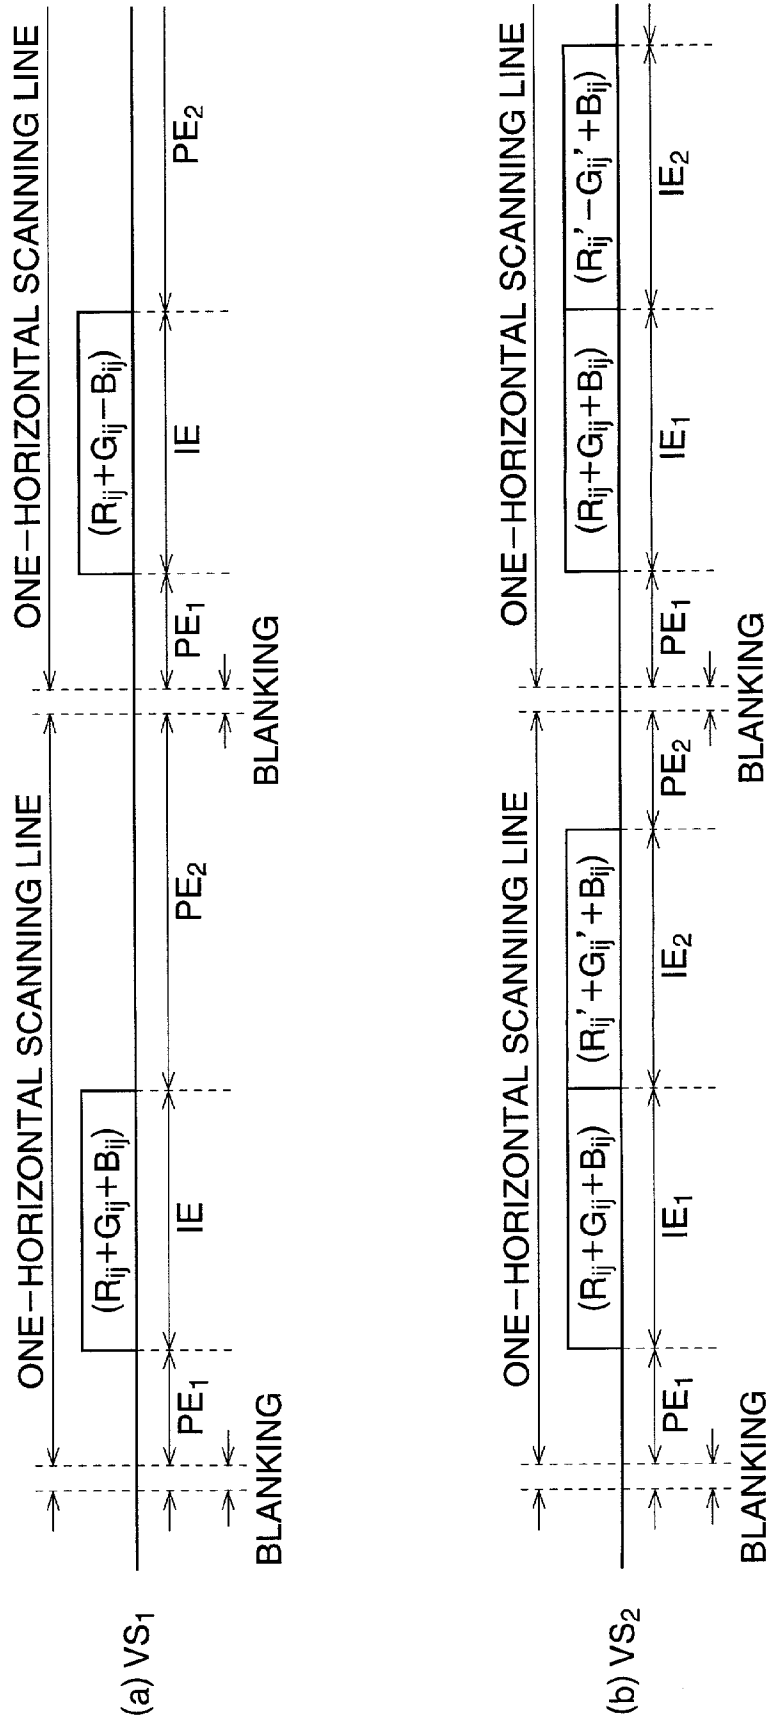 ONE−HORIZONTAL SCANNING LINE
ONE−HORIZONTAL SCANNING LINE
(Rij+Gij+Bij)
(Rij+Gij−Bij)
(a) VS1
PE1
IE
PE2
PE1
IE
PE2
BLANKING
BLANKING
ONE−HORIZONTAL SCANNING LINE
ONE−HORIZONTAL SCANNING LINE
(Rij+Gij+Bij)
(Rij'+Gij'+Bij)
(Rij+Gij+Bij)
(Rij'−Gij'+Bij)
(b) VS2
PE1
IE1
IE2
PE2
PE1
IE1
IE2
BLANKING
BLANKING